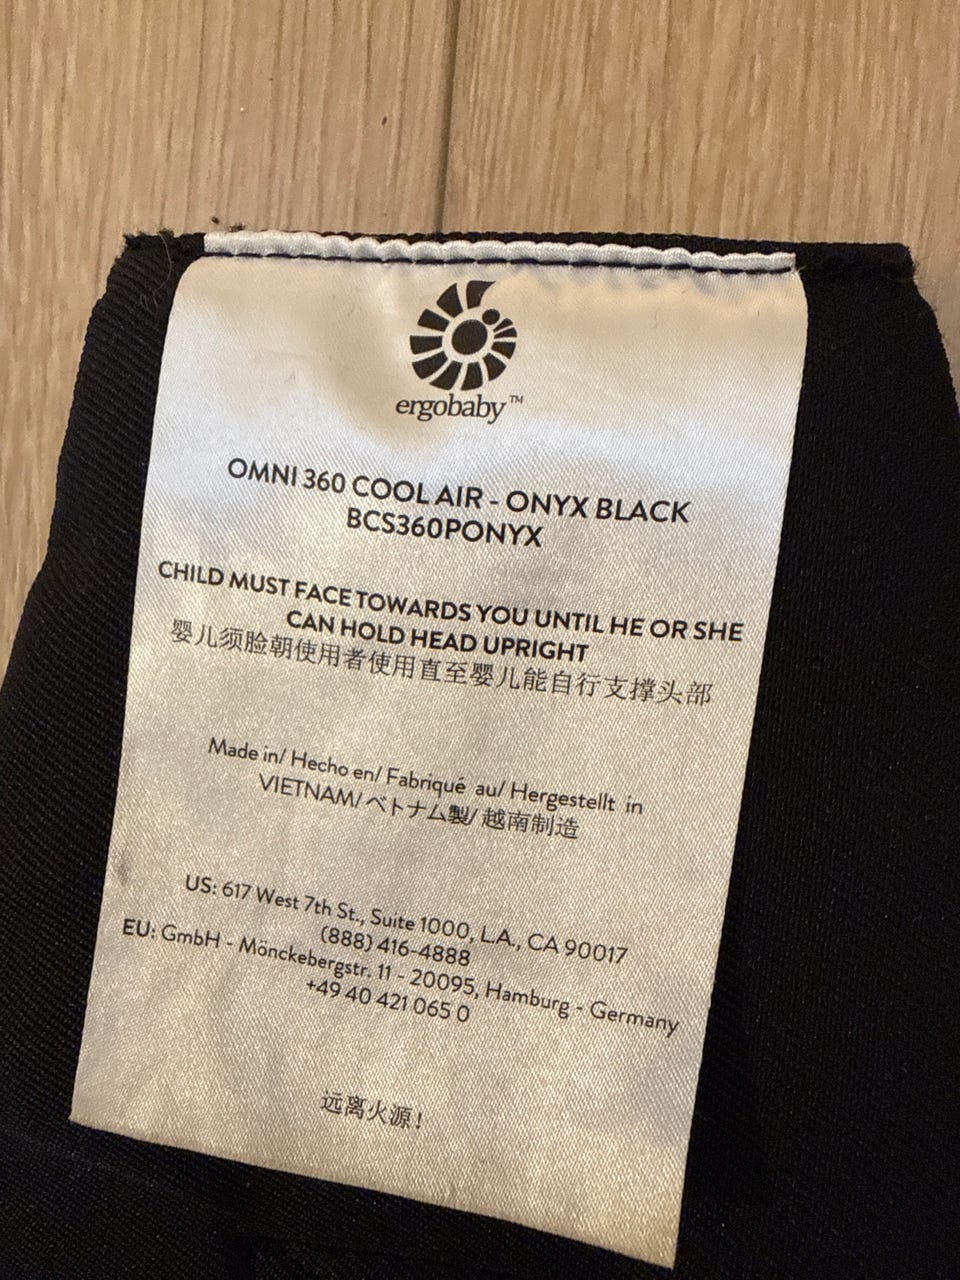 ergobaby™
OMNI 360 COOL AIR - ONYX BLACK
BCS360PONYX
CHILD MUST FACE TOWARDS YOU UNTIL HE OR SHE
CAN HOLD HEAD UPRIGHT
婴儿须脸朝使用者使用直至婴儿能自行支撑头部
Made in/ Hecho en/ Fabriqué au/ Hergestellt in
VIETNAM/ベトナム製/ 越南制造
US: 617 West 7th St., Suite 1000, L.A., CA 90017
(888) 416-4888
EU: GmbH - Mönckebergstr. 11 - 20095, Hamburg - Germany
+49 40 421 065 0
远离火源!